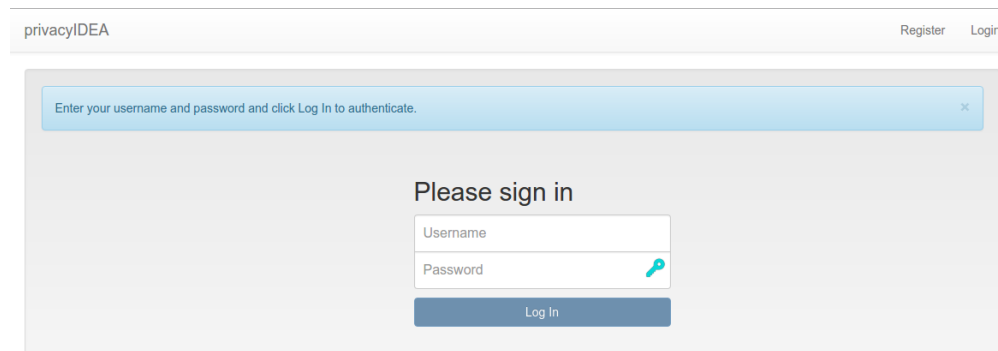 privacyIDEA Register Login
Enter your username and password and click Log In to authenticate. ×
Please sign in
Username
Password
Log In